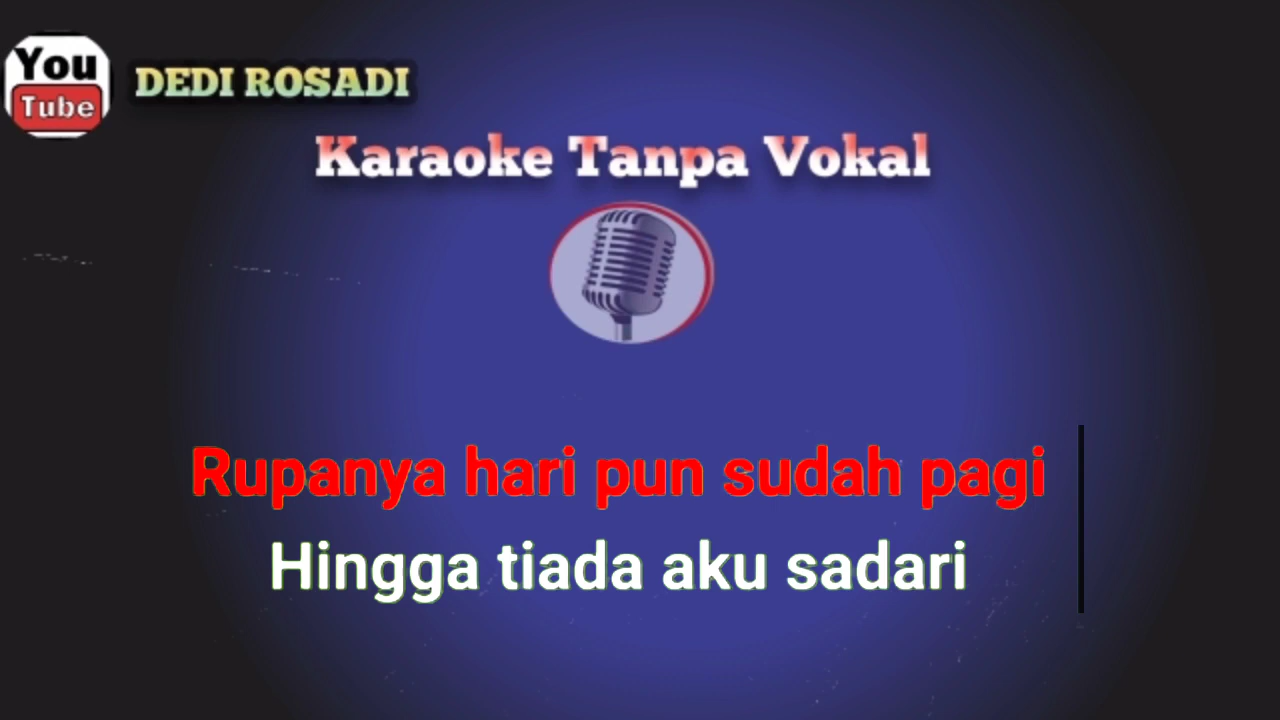 You
Tube
DEDI ROSADI
Karaoke Tanpa Vokal
Rupanya hari pun sudah pagi
Hingga tiada aku sadari